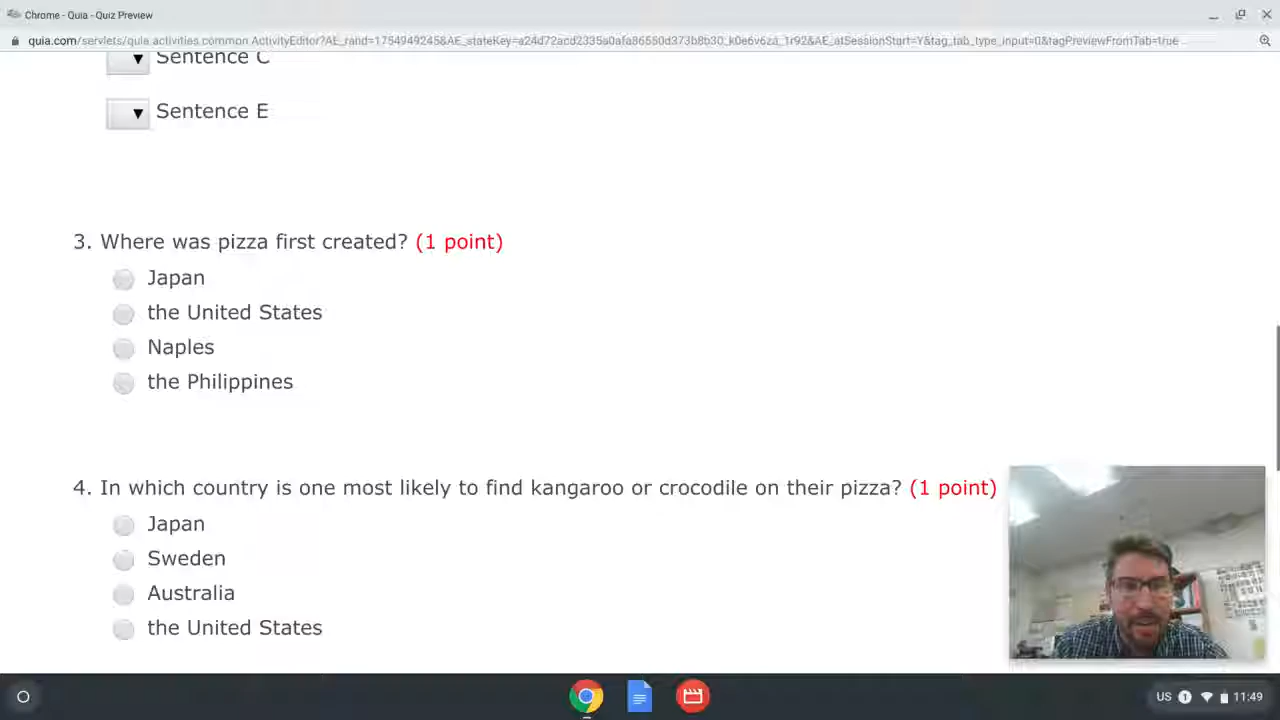 Chrome - Quia - Quiz Preview
Sentence C
Sentence E
3. Where was pizza first created? (1 point)
Japan
the United States
Naples
the Philippines
4. In which country is one most likely to find kangaroo or crocodile on their pizza? (1 point)
Japan
Sweden
Australia
the United States
US 1 11:49